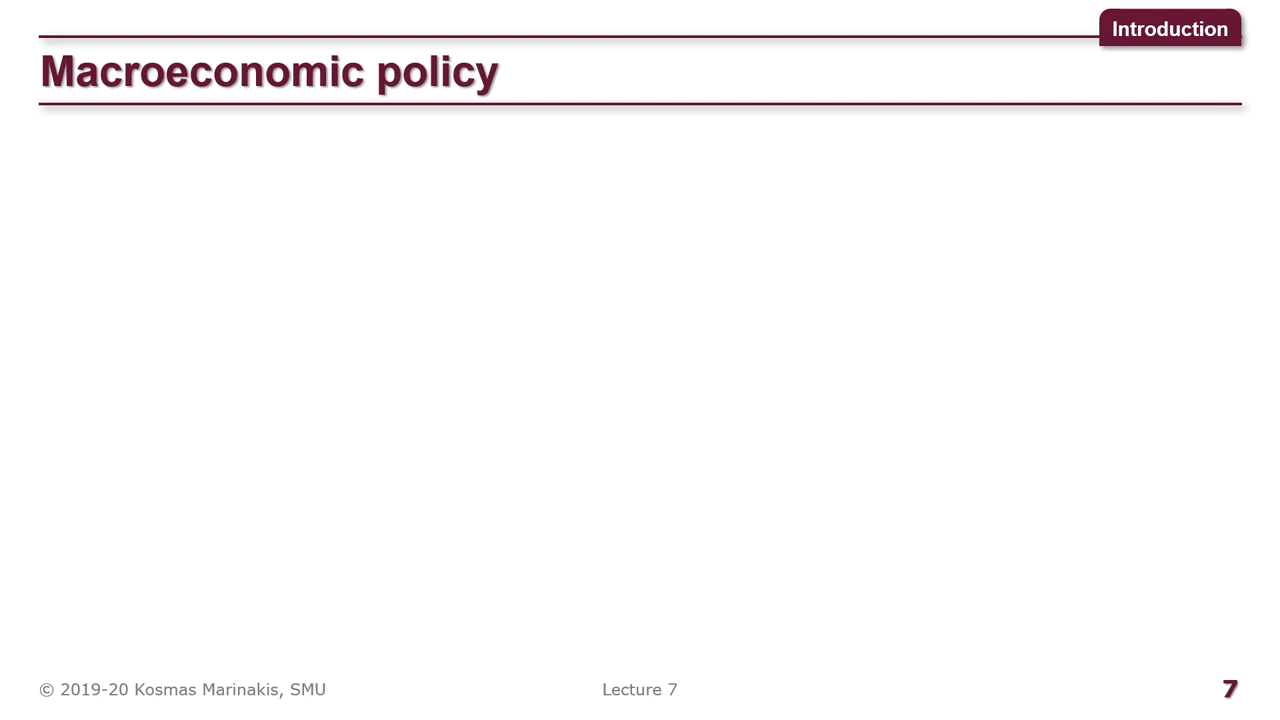 Introduction
Macroeconomic policy
© 2019-20 Kosmas Marinakis, SMU
Lecture 7
7